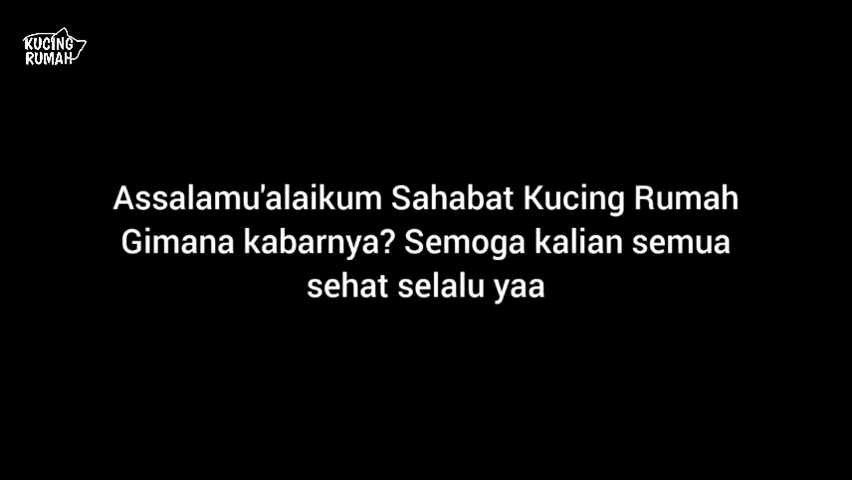 KUCING
RUMAH
Assalamu'alaikum Sahabat Kucing Rumah
Gimana kabarnya? Semoga kalian semua
sehat selalu yaa